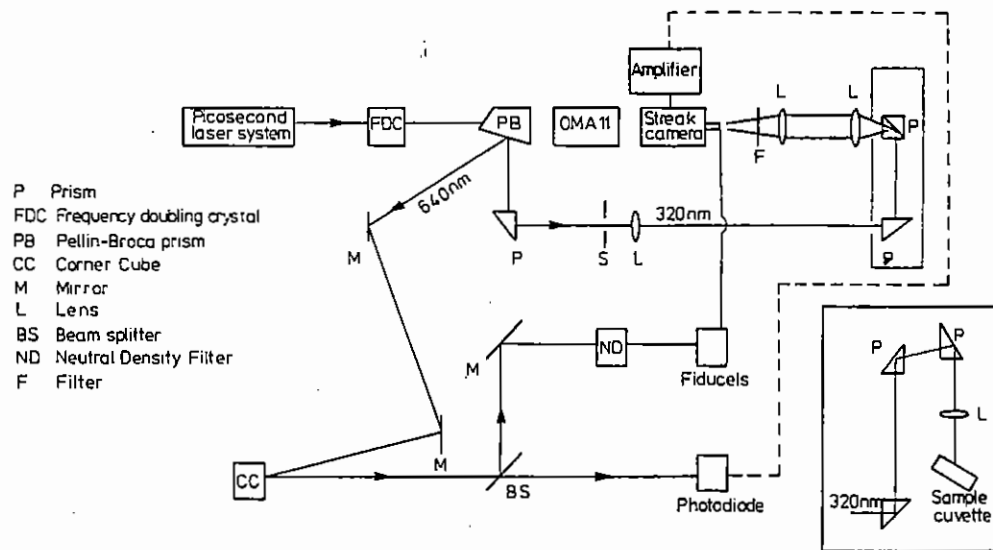 Amplifier
Picosecond
laser system
FDC
PB
OMA11
Streak
camera
L
L
F
P
640nm
P
S
L
320nm
P
P Prism
FDC Frequency doubling crystal
PB Pellin-Broca prism
CC Corner Cube
M Mirror
L Lens
BS Beam splitter
ND Neutral Density Filter
F Filter
M
M
ND
Fiducels
M
CC
BS
Photodiode
P
P
L
320nm
Sample
cuvette